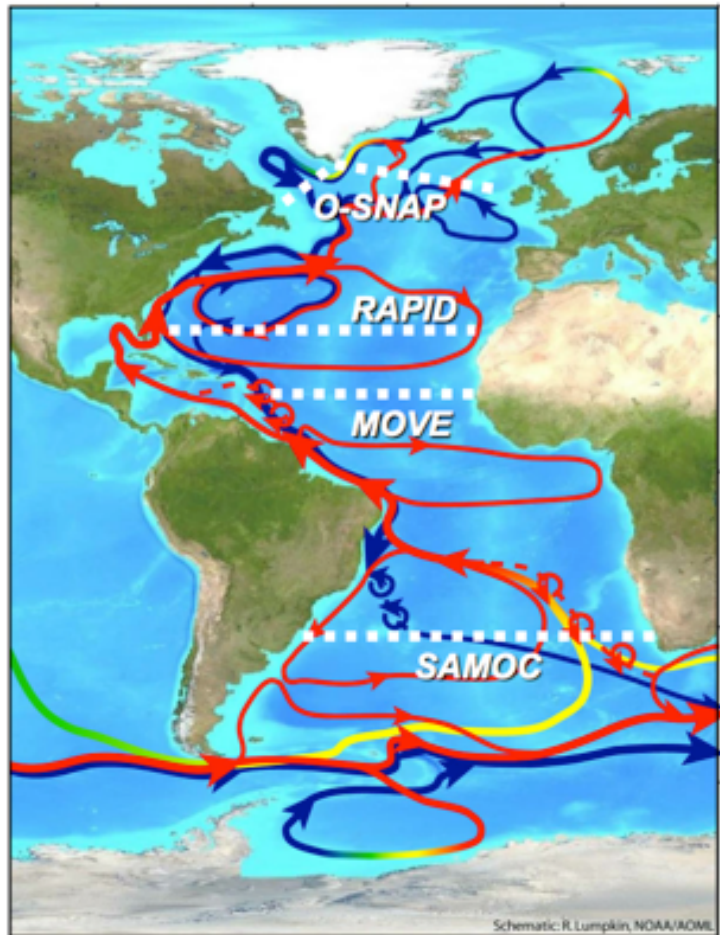 O-SNAP
RAPID
MOVE
SAMOC
Schematic: R. Lumpkin, NOAA/AOML